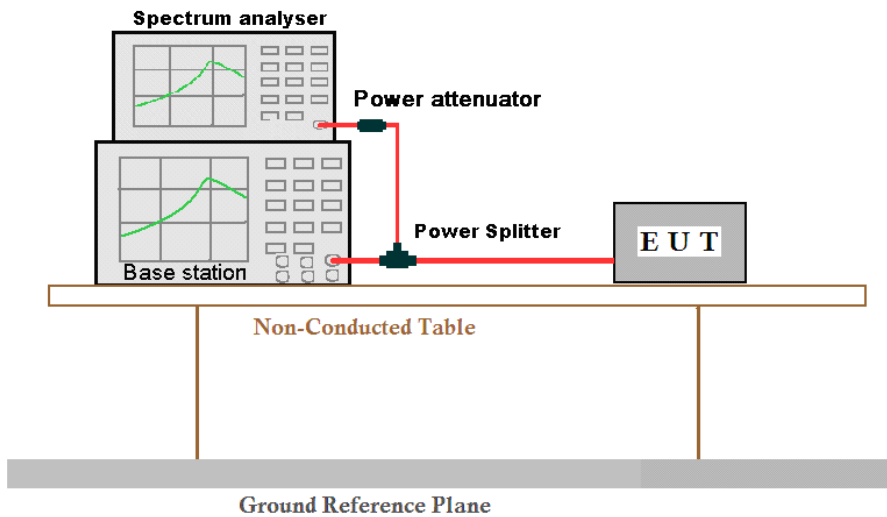 Spectrum analyser
Power attenuator
Power Splitter
E U T
Base station
Non-Conducted Table
Ground Reference Plane